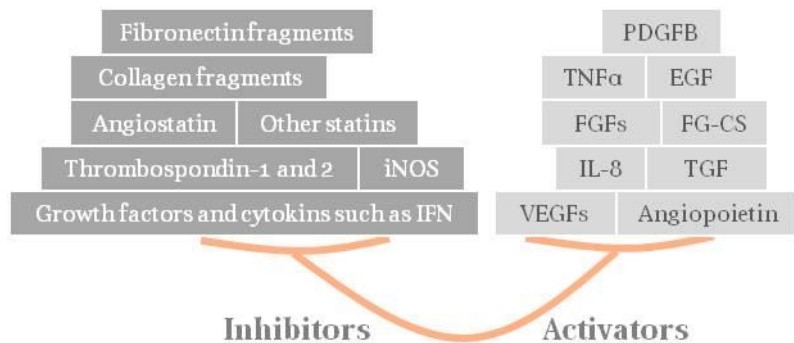 Fibronectin fragments
Collagen fragments
Angiostatin
Other statins
Thrombospondin-1 and 2
iNOS
Growth factors and cytokins such as IFN
PDGFB
TNFα
EGF
FGFs
FG-CS
IL-8
TGF
VEGFs
Angiopoietin
Inhibitors
Activators